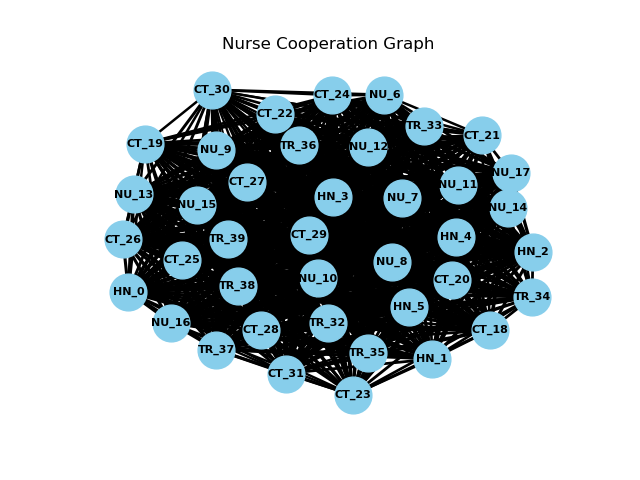 Nurse Cooperation Graph
CT_30
CT_24
NU_6
CT_22
TR_33
CT_21
CT_19
NU_9
TR_36
NU_12
NU_17
CT_27
NU_11
NU_13
NU_15
HN_3
NU_7
NU_14
CT_26
TR_39
CT_29
HN_4
HN_2
CT_25
NU_8
TR_38
NU_10
CT_20
HN_0
TR_34
HN_5
NU_16
CT_28
TR_32
CT_18
TR_37
TR_35
HN_1
CT_31
CT_23